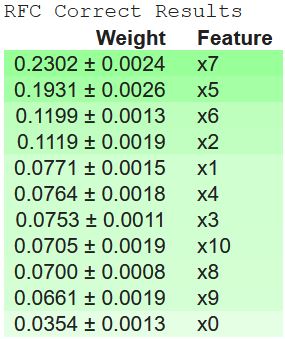 RFC Correct Results
Weight Feature
0.2302 ± 0.0024 x7
0.1931 ± 0.0026 x5
0.1199 ± 0.0013 x6
0.1119 ± 0.0019 x2
0.0771 ± 0.0015 x1
0.0764 ± 0.0018 x4
0.0753 ± 0.0011 x3
0.0705 ± 0.0019 x10
0.0700 ± 0.0008 x8
0.0661 ± 0.0019 x9
0.0354 ± 0.0013 x0